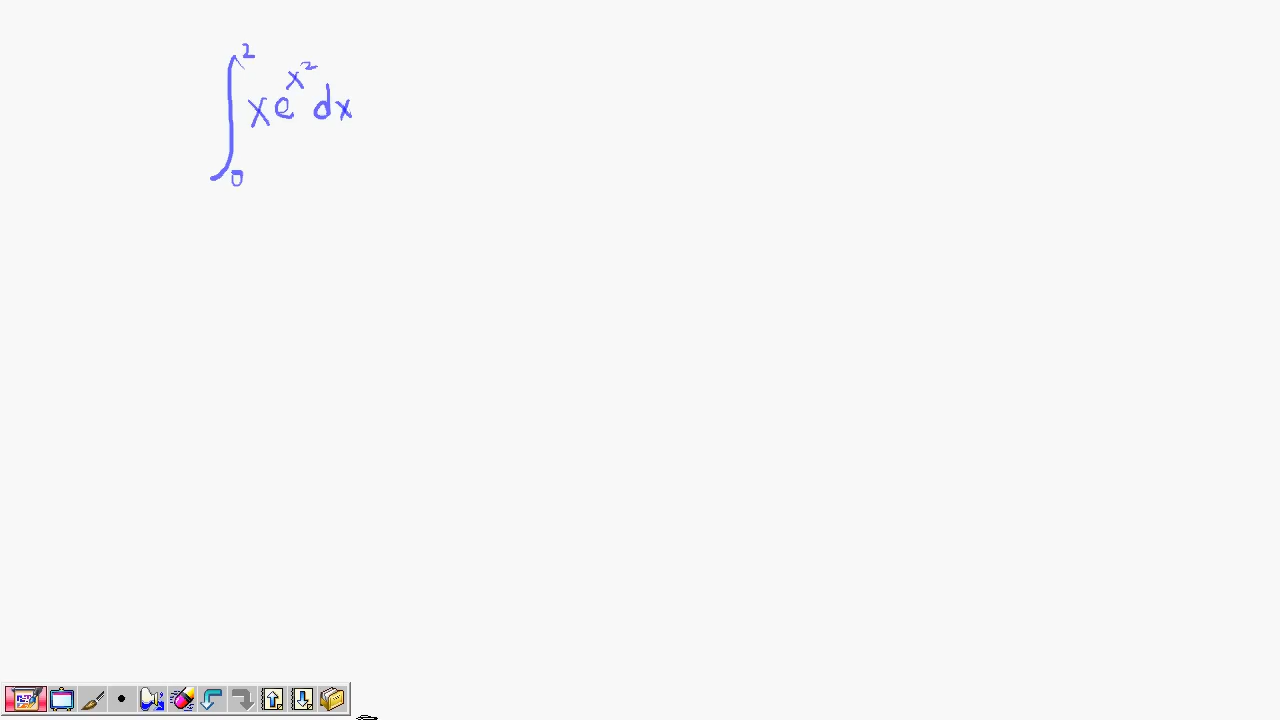 ∫₀² xe^{x²} dx